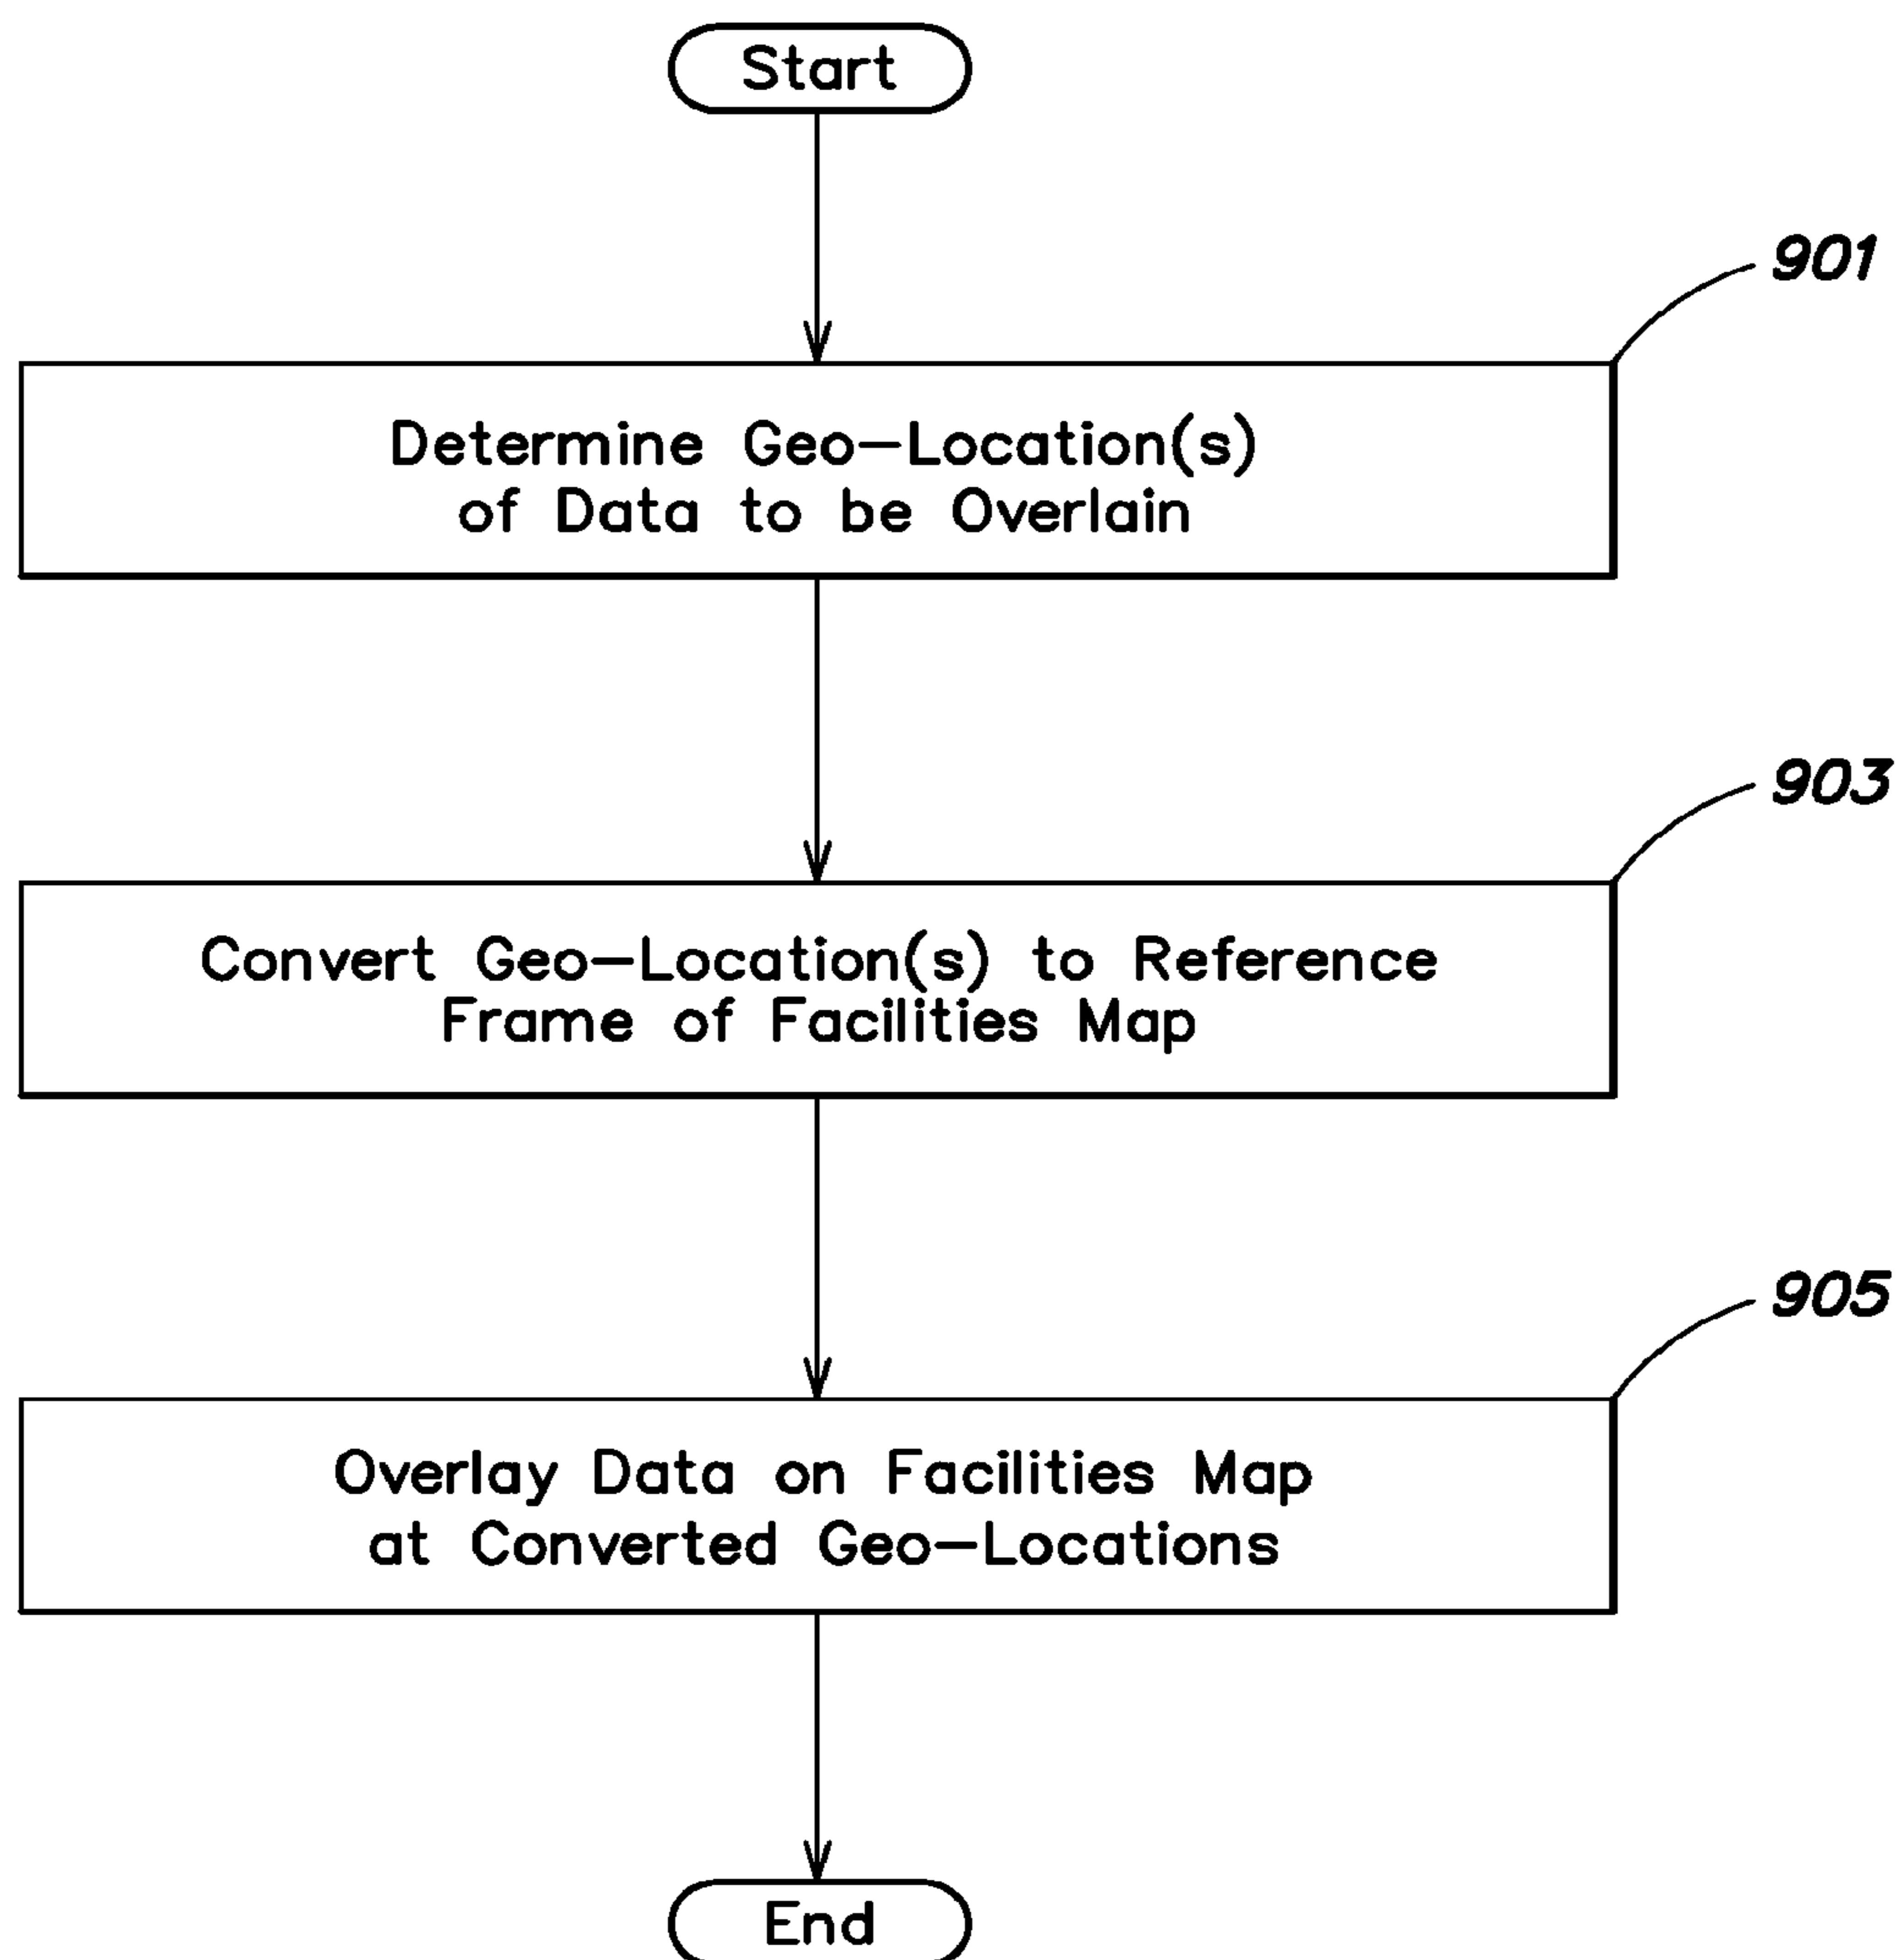 Start
901
Determine Geo—Location(s)
of Data to be Overlain
903
Convert Geo—Location(s) to Reference
Frame of Facilities Map
905
Overlay Data on Facilities Map
at Converted Geo—Locations
End